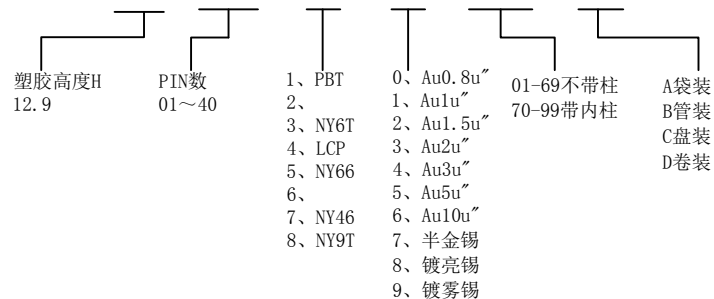 塑胶高度H
12.9
PIN数
01～40
1、PBT
2、
3、NY6T
4、LCP
5、NY66
6、
7、NY46
8、NY9T
0、Au0.8u"
1、Au1u"
2、Au1.5u"
3、Au2u"
4、Au3u"
5、Au5u"
6、Au10u"
7、半金锡
8、镀亮锡
9、镀雾锡
01-69不带柱
70-99带内柱
A袋装
B管装
C盘装
D卷装